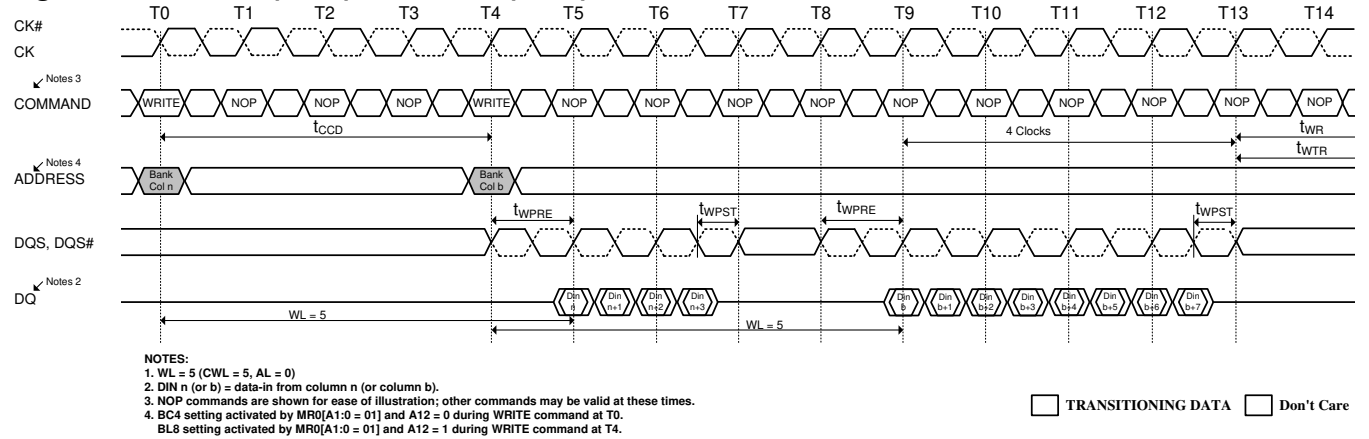 T0 T1 T2 T3 T4 T5 T6 T7 T8 T9 T10 T11 T12 T13 T14
CK#
CK
Notes 3
COMMAND
WRITE NOP NOP NOP WRITE NOP NOP NOP NOP NOP NOP NOP NOP NOP NOP
tCCD
4 Clocks
tWR
tWTR
Notes 4
ADDRESS
Bank Bank
Col n Col b
tWPRE tWPST tWPRE tWPST
DQS, DQS#
Notes 2
DQ
Din Din Din Din Din Din Din Din Din Din Din Din
n n+1 n+2 n+3 b b+1 b+2 b+3 b+4 b+5 b+6 b+7
WL = 5
WL = 5
NOTES:
1. WL = 5 (CWL = 5, AL = 0)
2. DIN n (or b) = data-in from column n (or column b).
3. NOP commands are shown for ease of illustration; other commands may be valid at these times.
4. BC4 setting activated by MR0[A1:0 = 01] and A12 = 0 during WRITE command at T0.
BL8 setting activated by MR0[A1:0 = 01] and A12 = 1 during WRITE command at T4.
TRANSITIONING DATA Don't Care